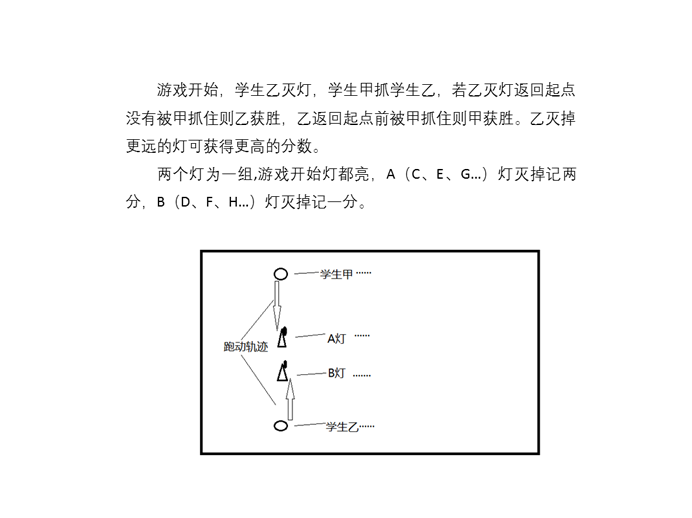 游戏开始，学生乙灭灯，学生甲抓学生乙，若乙灭灯返回起点
没有被甲抓住则乙获胜，乙返回起点前被甲抓住则甲获胜。乙灭掉
更远的灯可获得更高的分数。
两个灯为一组,游戏开始灯都亮，A（C、E、G...）灯灭掉记两
分，B（D、F、H...）灯灭掉记一分。
学生甲 ······
A灯 ······
跑动轨迹
B灯 .......
学生乙······